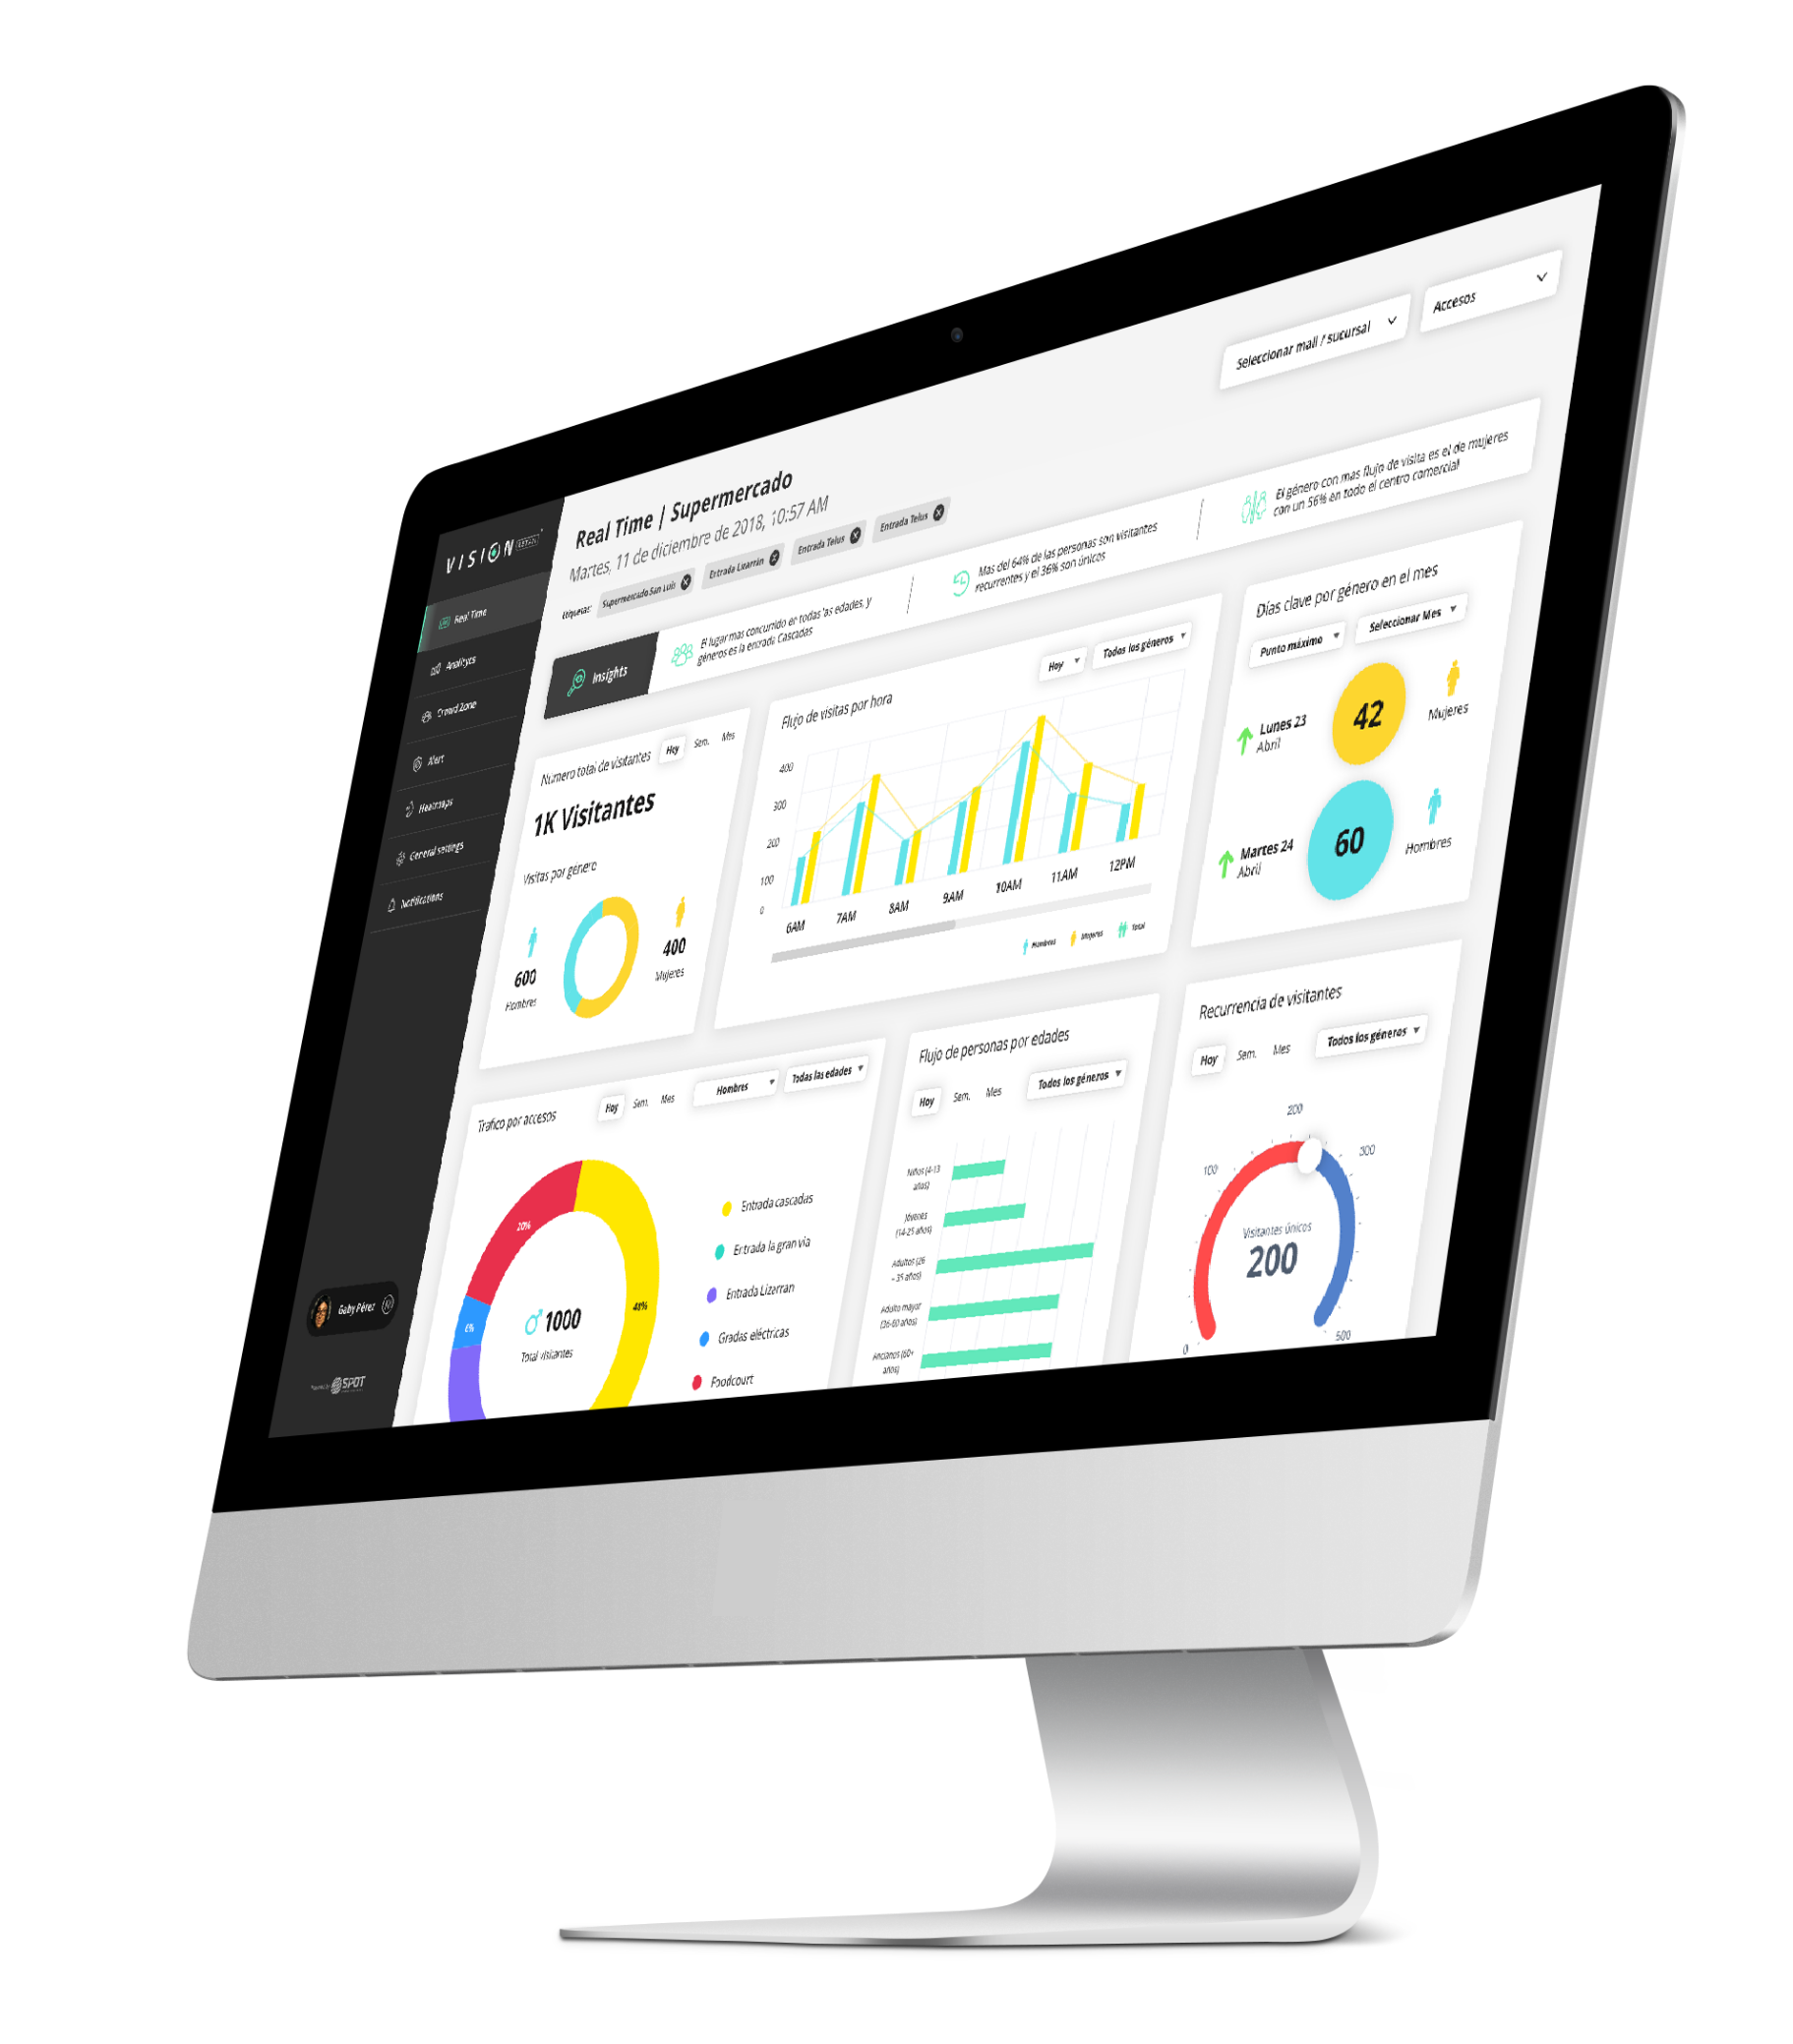 VISION
Real Time
Analitycs
Crowd Zone
Alert
Heatmaps
General settings
Notifications
Gaby Pérez
SPOT
Real Time | Supermercado
Martes, 11 de diciembre de 2018, 10:57 AM
Etiquetas:
Supermercado San Luis
Entrada Lizarrán
Entrada Telus
Entrada Telus
Seleccionar mall / sucursal
Accesos
Insights
El lugar mas concurrido en todas las edades, y
géneros es la entrada Cascadas
Mas del 64% de las personas son visitantes
recurrentes y el 36% son únicos
El género con mas flujo de visita es el de mujeres
con un 56% en todo el centro comercial
Numero total de visitantes
Hoy
Sem.
Mes
1K Visitantes
Visitas por género
600
Hombres
400
Mujeres
Flujo de visitas por hora
Hoy
Todos los géneros
400
300
200
100
0
6AM
7AM
8AM
9AM
10AM
11AM
12PM
Hombres
Mujeres
Total
Días clave por género en el mes
Punto máximo
Seleccionar Mes
Lunes 23
Abril
42
Mujeres
Martes 24
Abril
60
Hombres
Trafico por accesos
Hoy
Sem.
Mes
Hombres
Todas las edades
20%
6%
48%
1000
Total visitantes
Entrada cascadas
Entrada la gran vía
Entrada Lizarran
Gradas eléctricas
Foodcourt
Flujo de personas por edades
Hoy
Sem.
Mes
Todos los géneros
Niños (4-13
años)
Jóvenes
(14-25 años)
Adultos (26
- 35 años)
Adulto mayor
(36-60 años)
Ancianos (60+
años)
Recurrencia de visitantes
Hoy
Sem.
Mes
Todos los géneros
0
100
200
300
500
Visitantes únicos
200